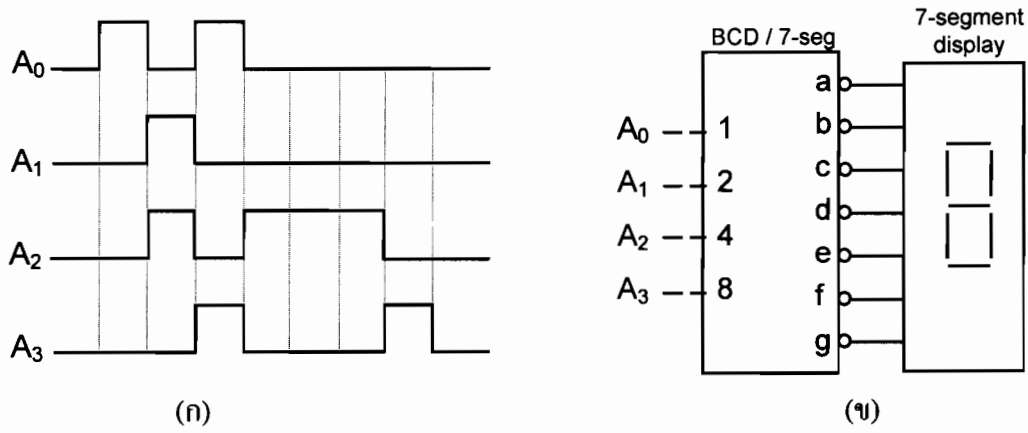 A₀
A₁
A₂
A₃
(ก)
BCD / 7-seg
7-segment
display
A₀ 1
A₁ 2
A₂ 4
A₃ 8
a
b
c
d
e
f
g
(ข)